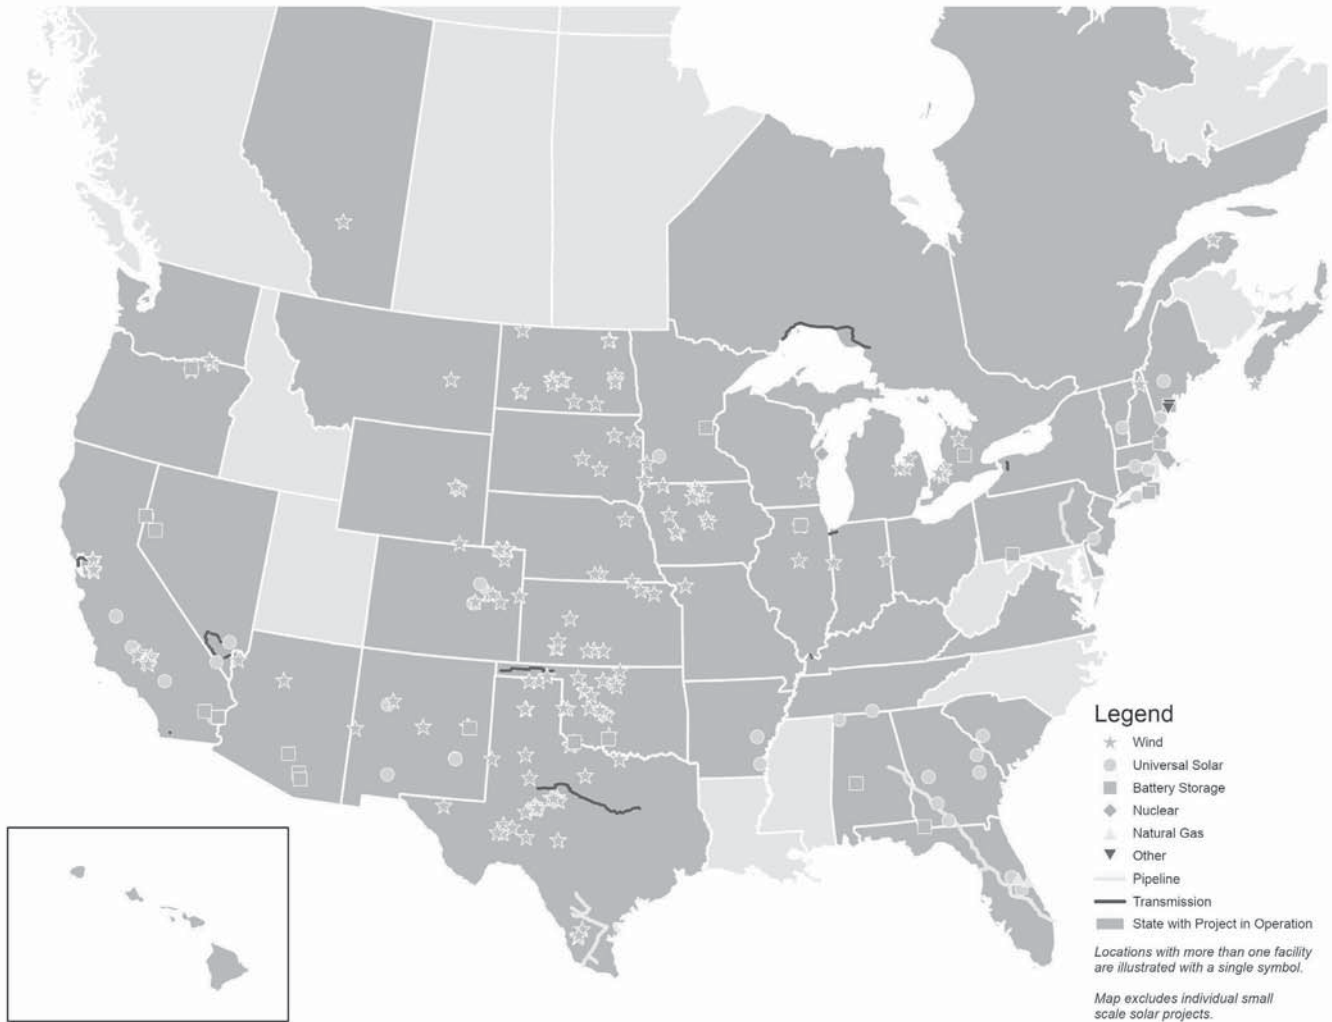 Legend
Wind
Universal Solar
Battery Storage
Nuclear
Natural Gas
Other
Pipeline
Transmission
State with Project in Operation
Locations with more than one facility
are illustrated with a single symbol.
Map excludes individual small
scale solar projects.